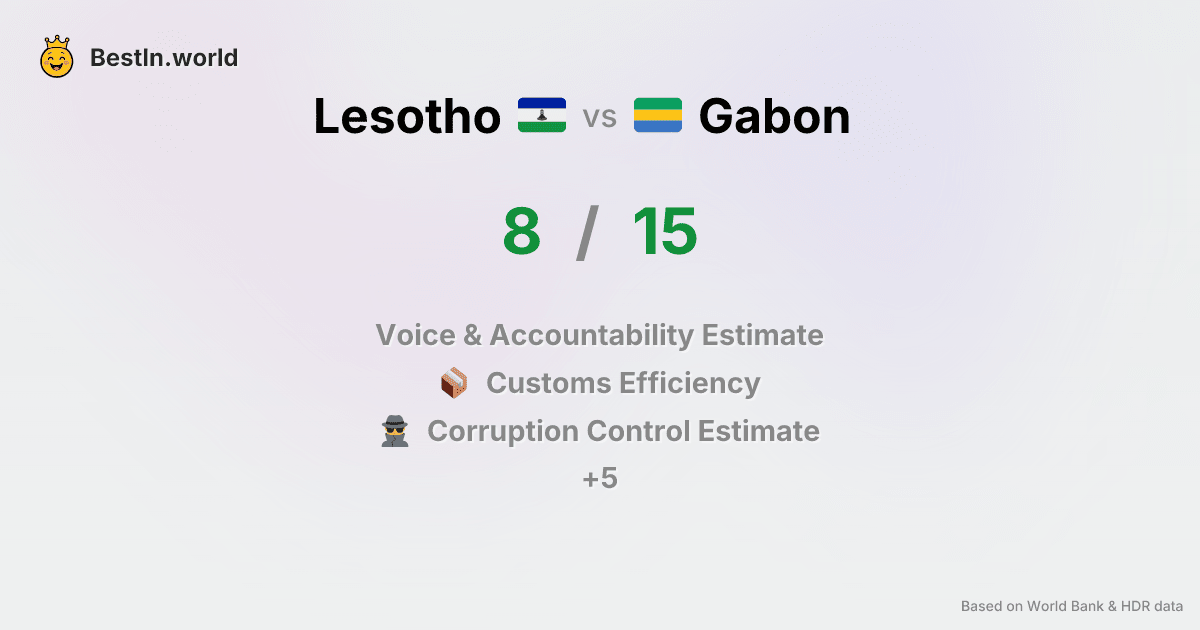 BestIn.world
Lesotho vs Gabon
8 / 15
Voice & Accountability Estimate
Customs Efficiency
Corruption Control Estimate
+5
Based on World Bank & HDR data